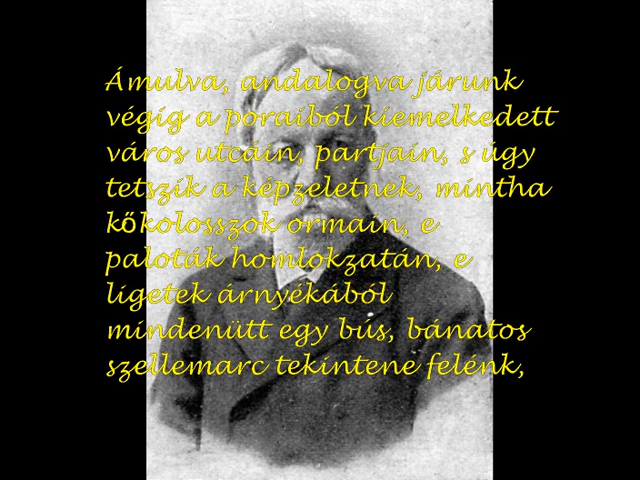 Ámulva, andalogva járunk
végig a poraiból kiemelkedett
város utcáin, partjain, s úgy
tetszik a képzeletnek, mintha
kőkolosszok ormain, e
paloták homlokzatán, e
ligetek árnyékából
mindenütt egy bús, bánatos
szellemarc tekintene felénk,